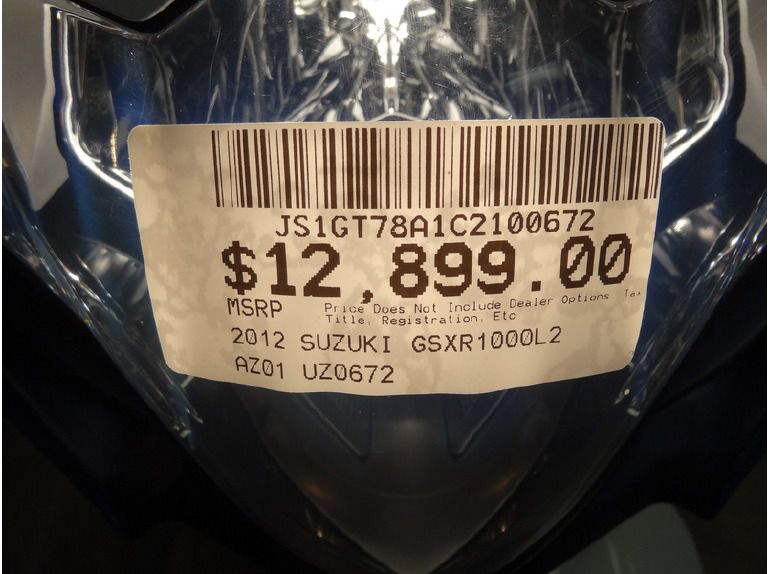 JS1GT78A1C2100672
$12,899.00
MSRP Price Does Not Include Dealer Options, Tax
Title, Registration, Etc
2012 SUZUKI GSXR1000L2
AZ01 UZ0672